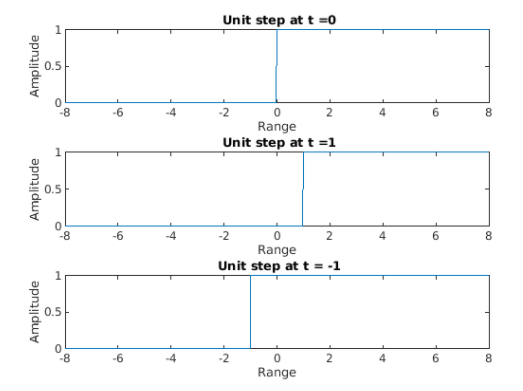 Unit step at t =0
1
0.5
0
Amplitude
-8 -6 -4 -2 0 2 4 6 8
Range
Unit step at t =1
1
0.5
0
Amplitude
-8 -6 -4 -2 0 2 4 6 8
Range
Unit step at t = -1
1
0.5
0
Amplitude
-8 -6 -4 -2 0 2 4 6 8
Range